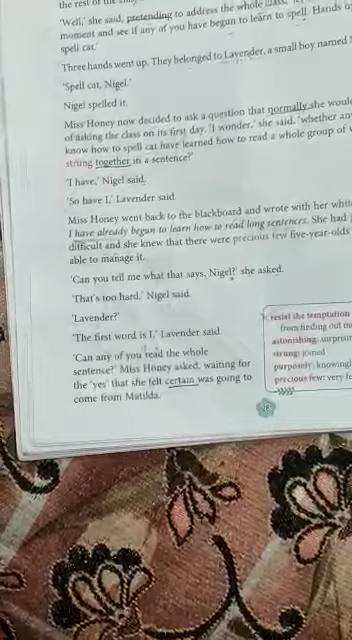 the rest of the
'Well,' she said, pretending to address the whole class,
moment and see if any of you have begun to learn to spell. Hands
spell cat.'
Three hands went up. They belonged to Lavender, a small boy named
'Spell cat, Nigel.'
Nigel spelled it.
Miss Honey now decided to ask a question that normally she
of asking the class on its first day. 'I wonder,' she said, 'whether
know how to spell cat have learned how to read a whole group of
strung together in a sentence?'
'I have,' Nigel said.
'So have I,' Lavender said.
Miss Honey went back to the blackboard and wrote with her
I have already begun to learn how to read long sentences. She had
difficult and she knew that there were precious few five-year-olds
able to manage it.
'Can you tell me what that says, Nigel?' she asked.
'That's too hard,' Nigel said.
'Lavender?'
'The first word is I,' Lavender said.
'Can any of you read the whole
sentence?' Miss Honey asked, waiting for
the 'yes' that she felt certain was going to
come from Matilda.
resist the temptation
from finding out
astonishing:
strung: joined
purposely:
precious few: